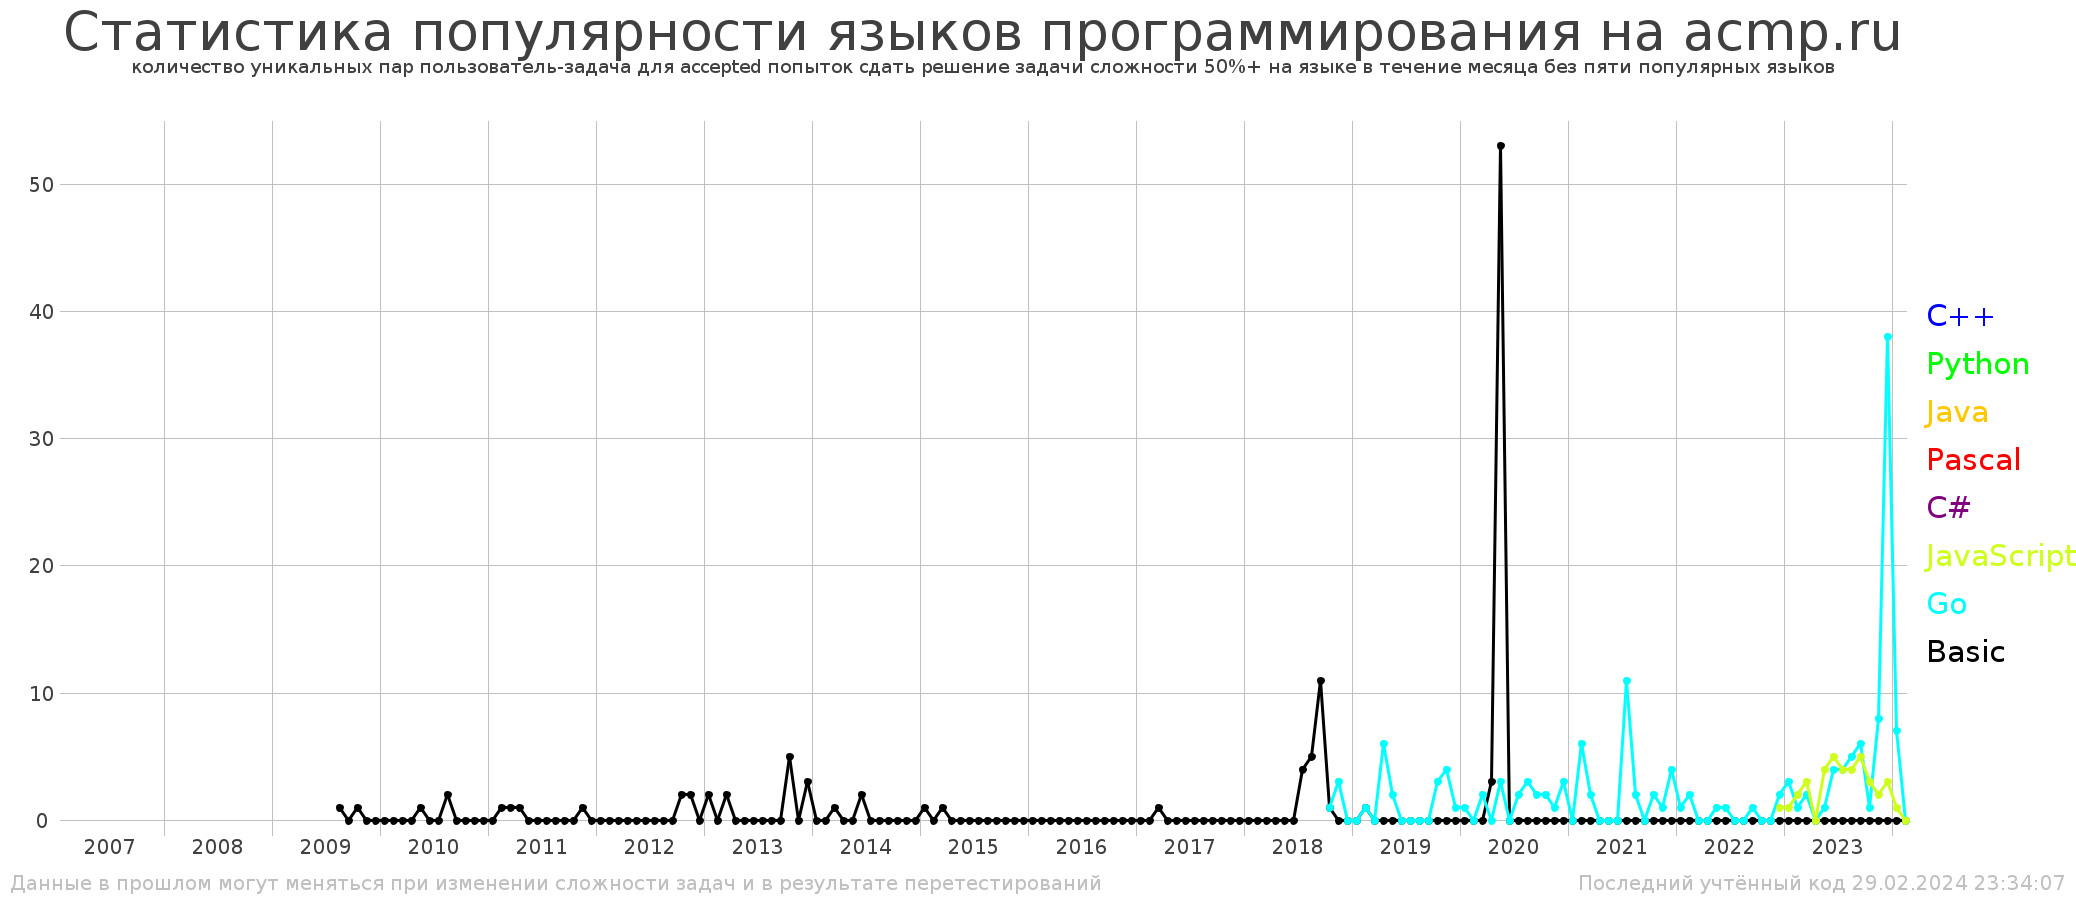 Статистика популярности языков программирования на acmp.ru
количество уникальных пар пользователь-задача для accepted попыток сдать решение задачи сложности 50%+ на языке в течение месяца без пяти популярных языков
50
40
30
20
10
0
C++
Python
Java
Pascal
C#
JavaScript
Go
Basic
2007 2008 2009 2010 2011 2012 2013 2014 2015 2016 2017 2018 2019 2020 2021 2022 2023
Данные в прошлом могут меняться при изменении сложности задач и в результате перетестирований
Последний учтённый код 29.02.2024 23:34:07